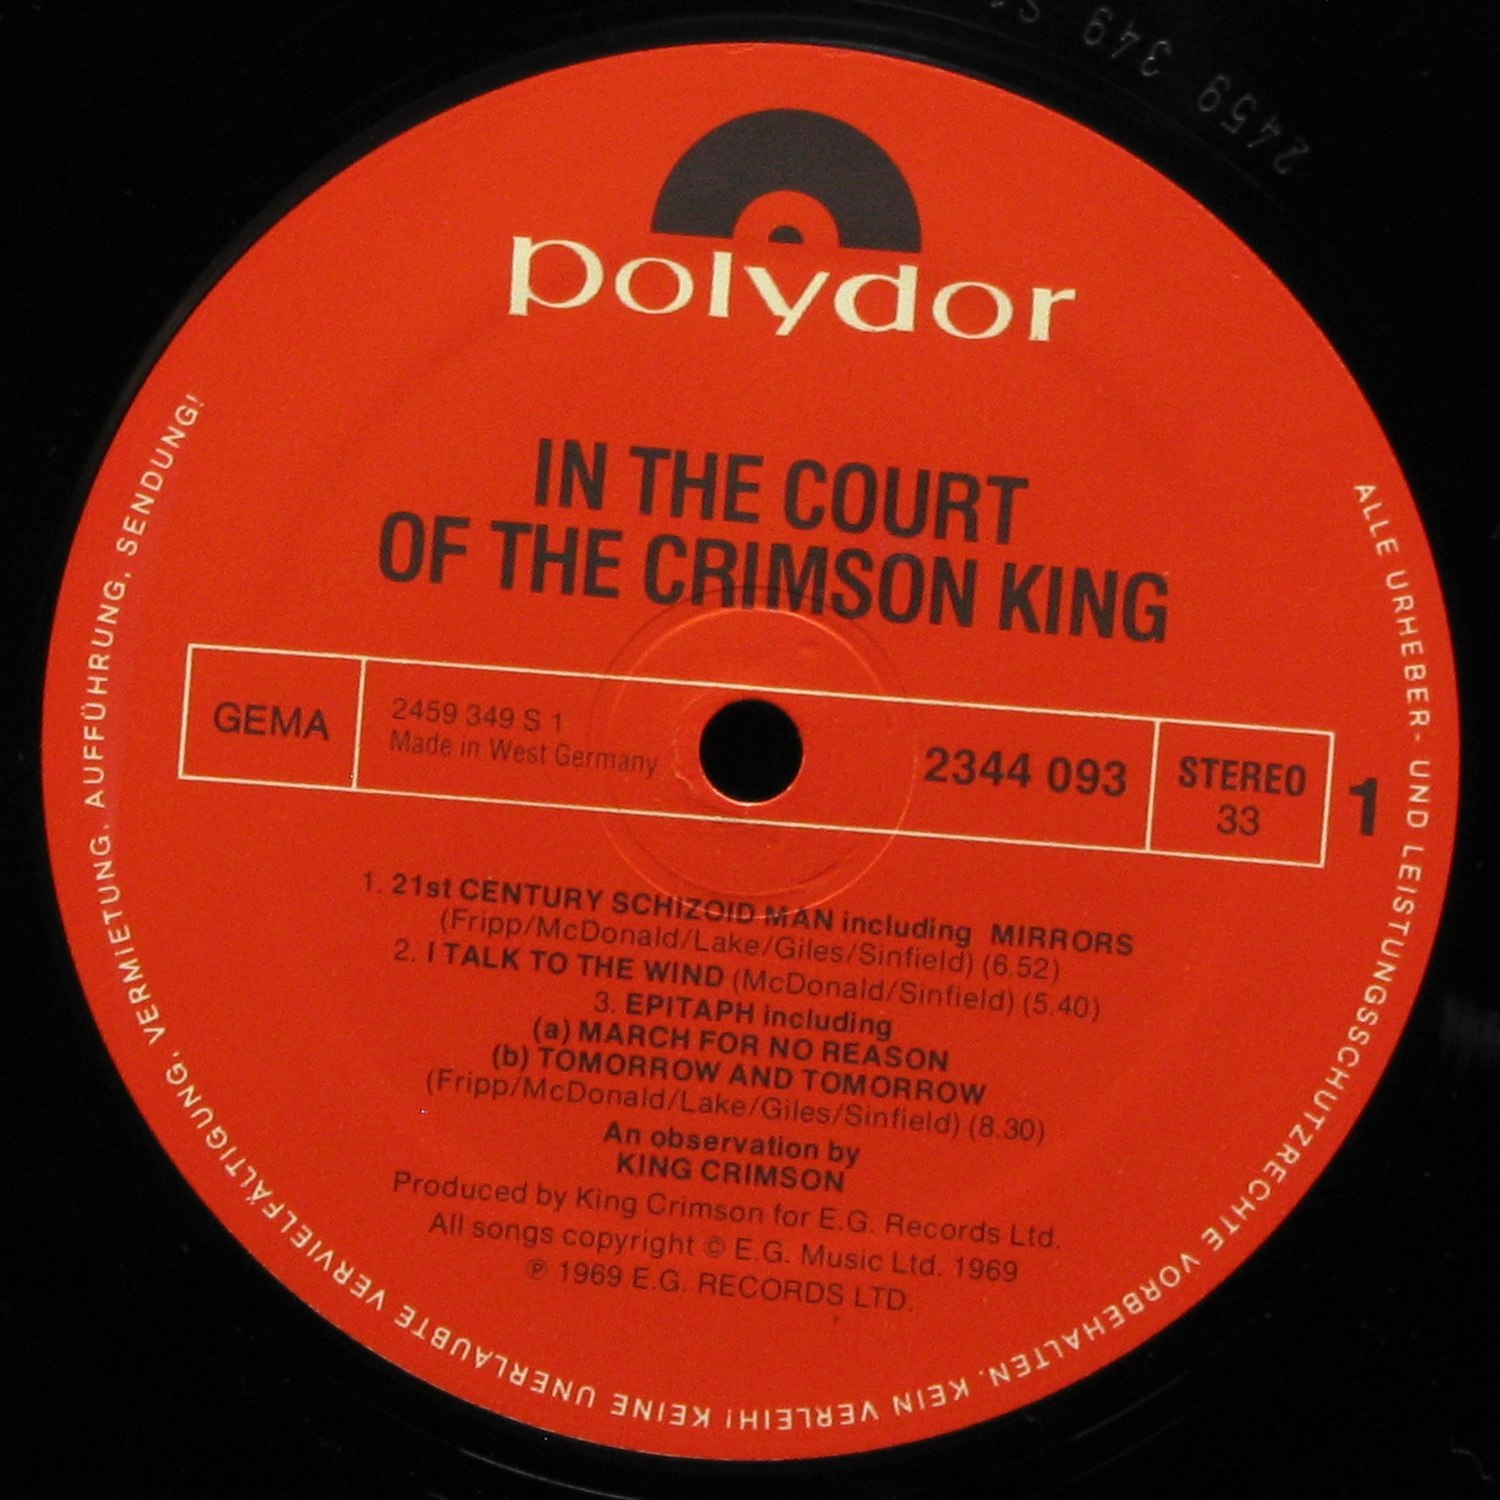 2459 349 S
polydor
IN THE COURT
OF THE CRIMSON KING
GEMA
2459 349 S 1
Made in West Germany
2344 093
STEREO
33
1
1. 21st CENTURY SCHIZOID MAN including MIRRORS
(Fripp/McDonald/Lake/Giles/Sinfield) (6.52)
2. I TALK TO THE WIND (McDonald/Sinfield) (5.40)
3. EPITAPH including
(a) MARCH FOR NO REASON
(b) TOMORROW AND TOMORROW
(Fripp/McDonald/Lake/Giles/Sinfield) (8.30)
An observation by
KING CRIMSON
Produced by King Crimson for E.G. Records Ltd.
All songs copyright © E.G. Music Ltd. 1969
℗ 1969 E.G. RECORDS LTD.
ALLE URHEBER- UND LEISTUNGSSCHUTZRECHTE VORBEHALTEN. KEIN VERLEIH! KEINE UNERLAUBTE VERVIELFÄLTIGUNG, VERMIETUNG, AUFFÜHRUNG, SENDUNG!